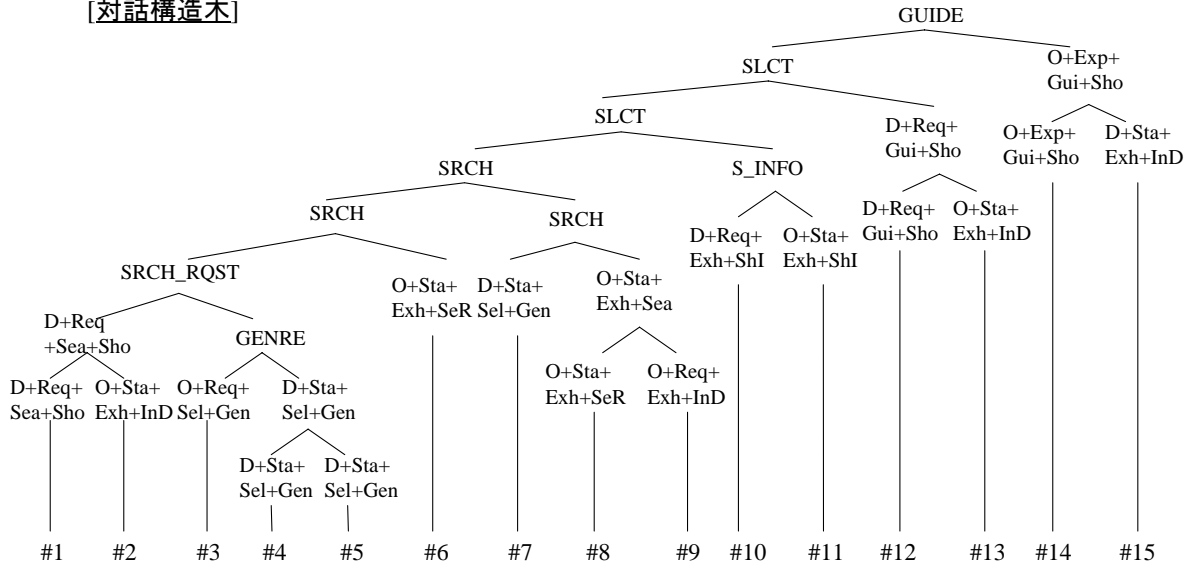 [対話構造木]
GUIDE
SLCT
O+Exp+
Gui+Sho
SLCT
D+Req+
Gui+Sho
O+Exp+
Gui+Sho
D+Sta+
Exh+InD
SRCH
S_INFO
SRCH
SRCH
D+Req+
Exh+ShI
O+Sta+
Exh+ShI
D+Req+
Gui+Sho
O+Sta+
Exh+InD
SRCH_RQST
O+Sta+
Exh+SeR
D+Sta+
Sel+Gen
O+Sta+
Exh+Sea
D+Req
+Sea+Sho
GENRE
D+Req+
Sea+Sho
O+Sta+
Exh+InD
O+Req+
Sel+Gen
D+Sta+
Sel+Gen
O+Sta+
Exh+SeR
O+Req+
Exh+InD
D+Sta+
Sel+Gen
D+Sta+
Sel+Gen
#1 #2 #3 #4 #5 #6 #7 #8 #9 #10 #11 #12 #13 #14 #15